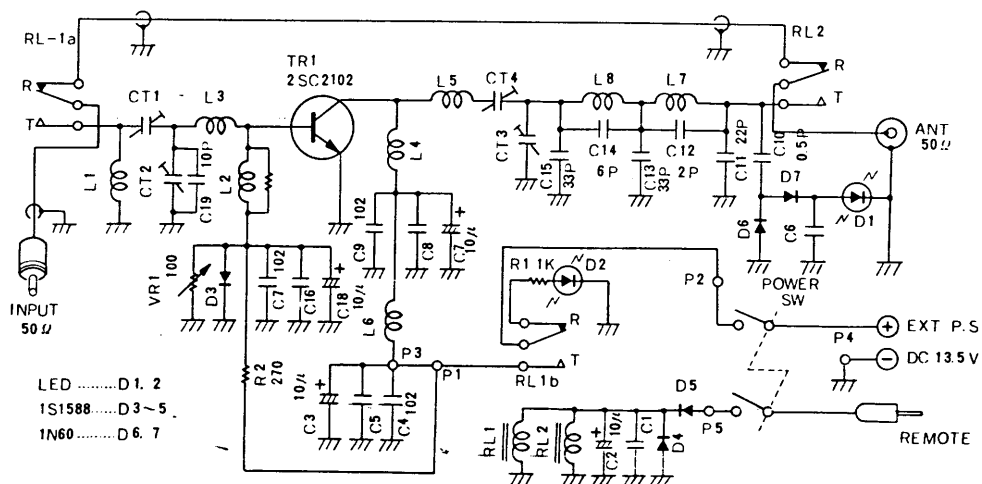 RL-1a
R
T
INPUT
50Ω
CT1
L3
10P
CT2
C19
L1
L2
TR1
2SC2102
L5
CT4
L8
L7
RL2
R
T
ANT
50Ω
L4
CT3
C15
33P
C14
6P
C13
33P
C12
2P
C11
22P
C10
0.5P
D7
D6
C6
D1
102
C9
C8
C7
10μ
+
VR1
100
D3
102
C7
C16
C18
10μ
+
L6
R1 1K
D2
R
T
RL1b
P2
POWER
SW
P4
+ EXT P.S
− DC 13.5V
R2
270
P3
P1
10μ
+
C3
C5
C4
102
LED ........D1. 2
1S1588......D3~5
1N60........D6. 7
RL1
RL2
+
C2
10μ
C1
D4
D5
P5
REMOTE